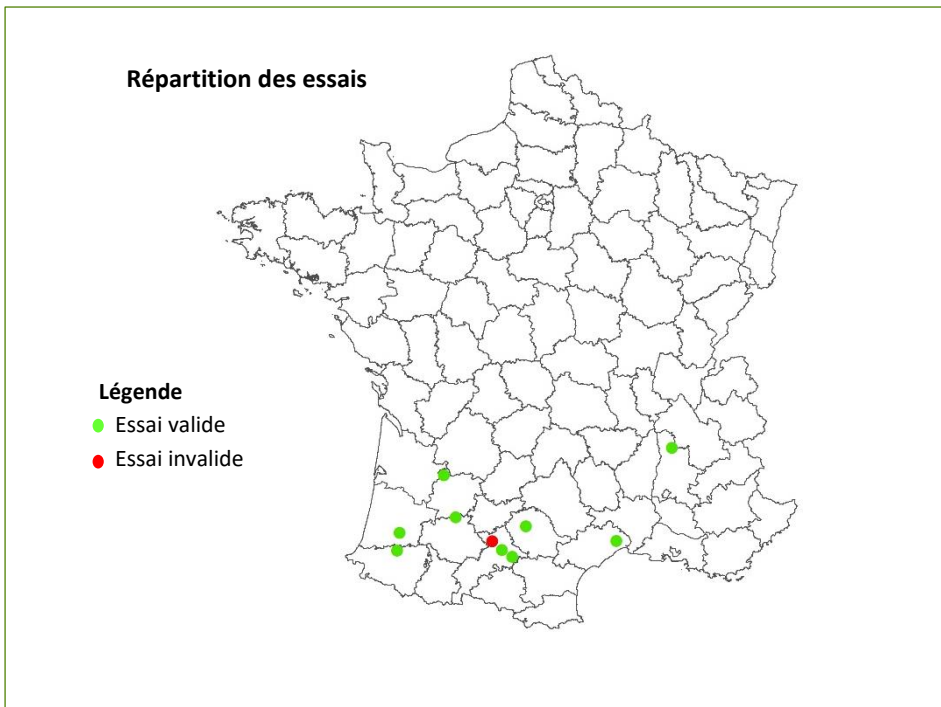 Répartition des essais
Légende
Essai valide
Essai invalide